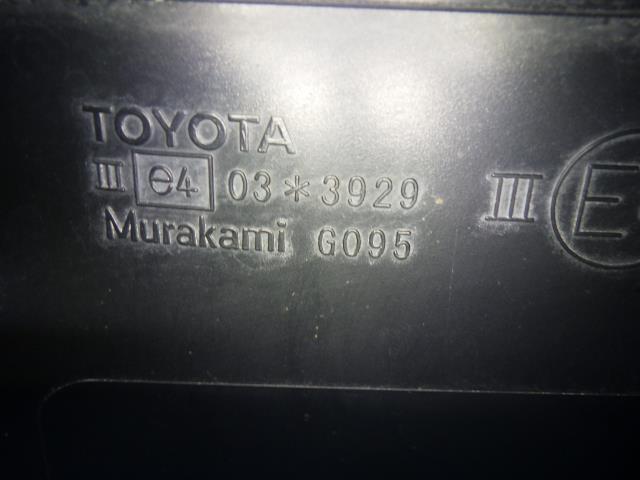 TOYOTA
III e4 03*3929 III E
Murakami G095